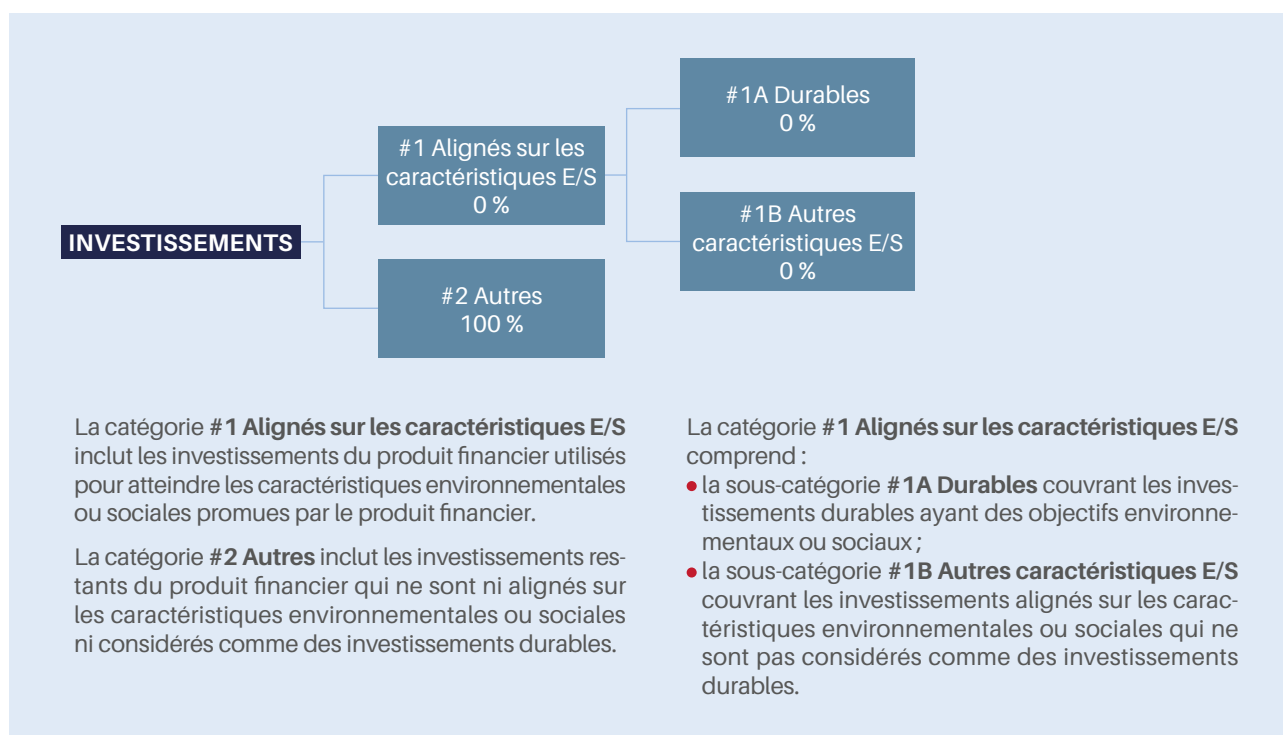 #1A Durables
0 %
#1 Alignés sur les
caractéristiques E/S
0 %
#1B Autres
caractéristiques E/S
0 %
INVESTISSEMENTS
#2 Autres
100 %
La catégorie #1 Alignés sur les caractéristiques E/S
inclut les investissements du produit financier utilisés
pour atteindre les caractéristiques environnementales
ou sociales promues par le produit financier.
La catégorie #2 Autres inclut les investissements res-
tants du produit financier qui ne sont ni alignés sur
les caractéristiques environnementales ou sociales
ni considérés comme des investissements durables.
La catégorie #1 Alignés sur les caractéristiques E/S
comprend :
• la sous-catégorie #1A Durables couvrant les inves-
tissements durables ayant des objectifs environne-
mentaux ou sociaux ;
• la sous-catégorie #1B Autres caractéristiques E/S
couvrant les investissements alignés sur les carac-
téristiques environnementales ou sociales qui ne
sont pas considérés comme des investissements
durables.